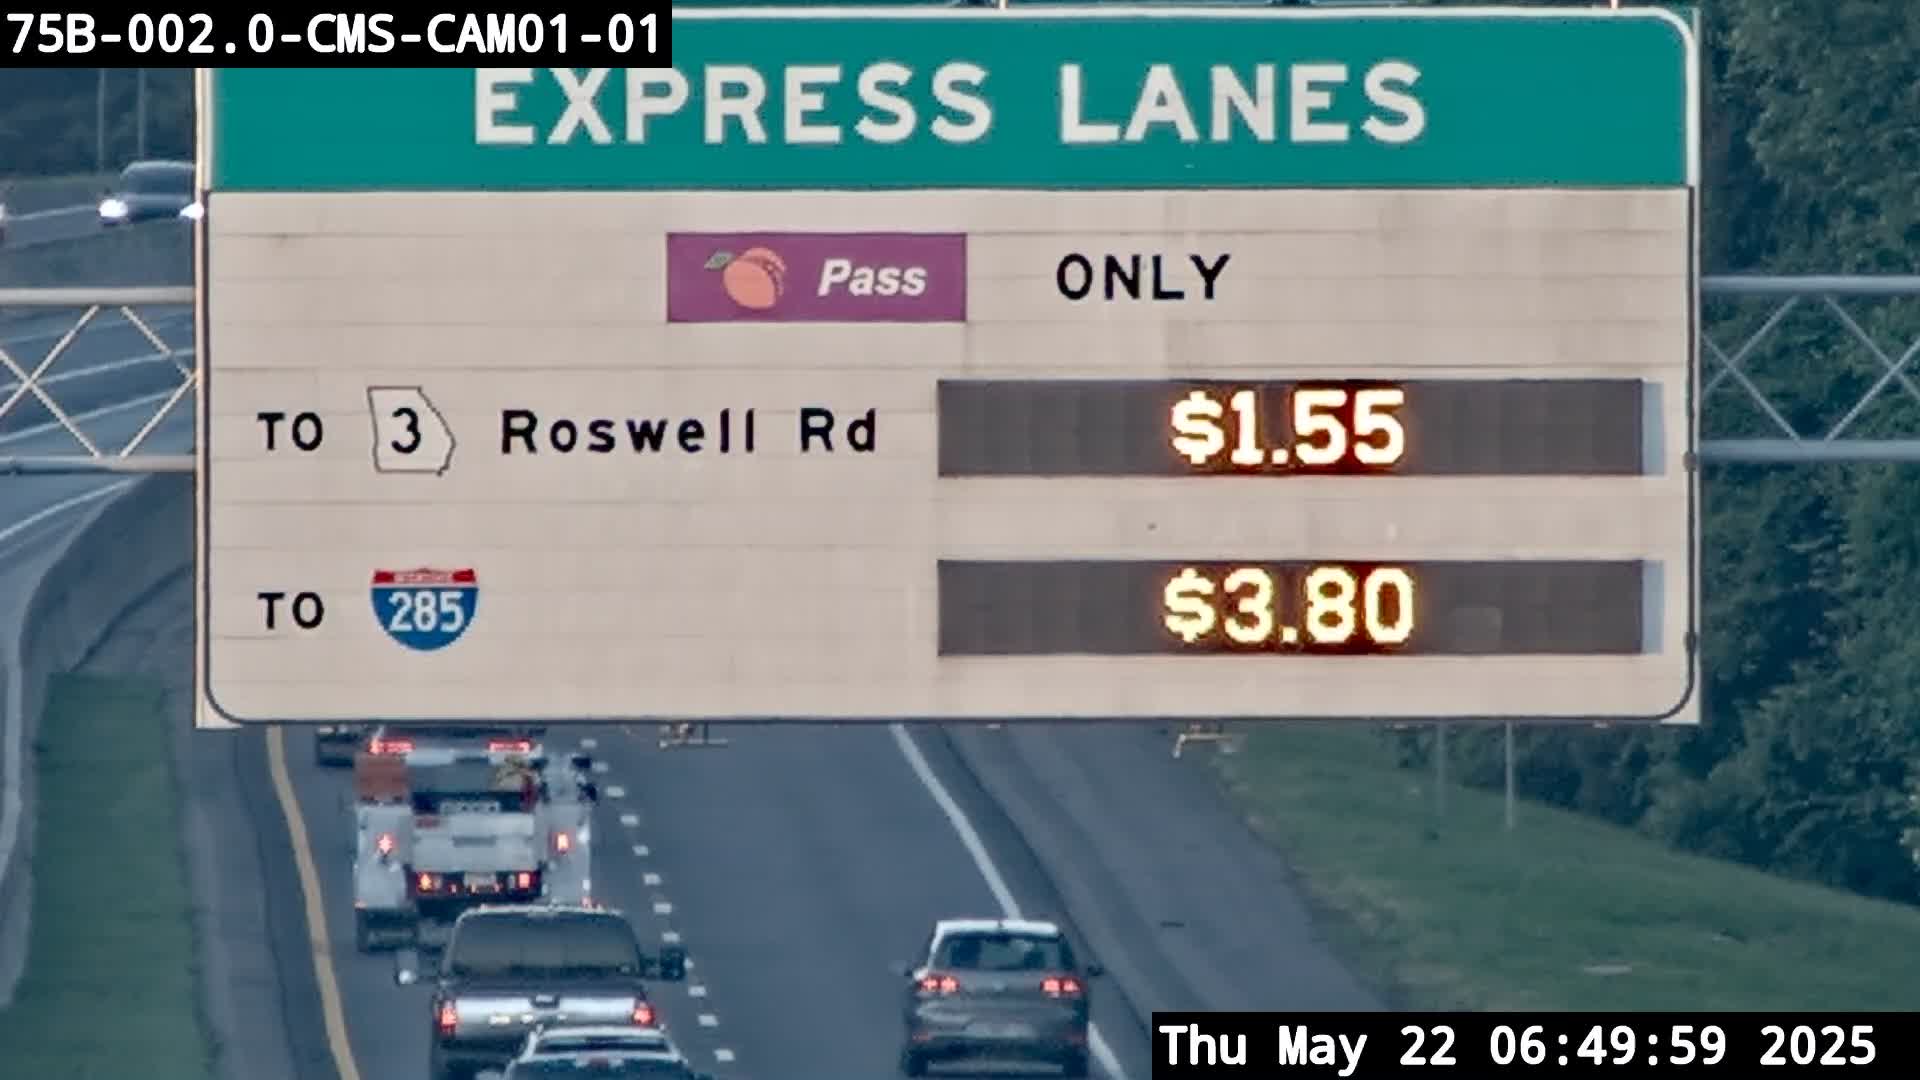 75B-002.0-CMS-CAM01-01
EXPRESS LANES
Pass ONLY
TO 3 Roswell Rd $1.55
TO 285 $3.80
Thu May 22 06:49:59 2025